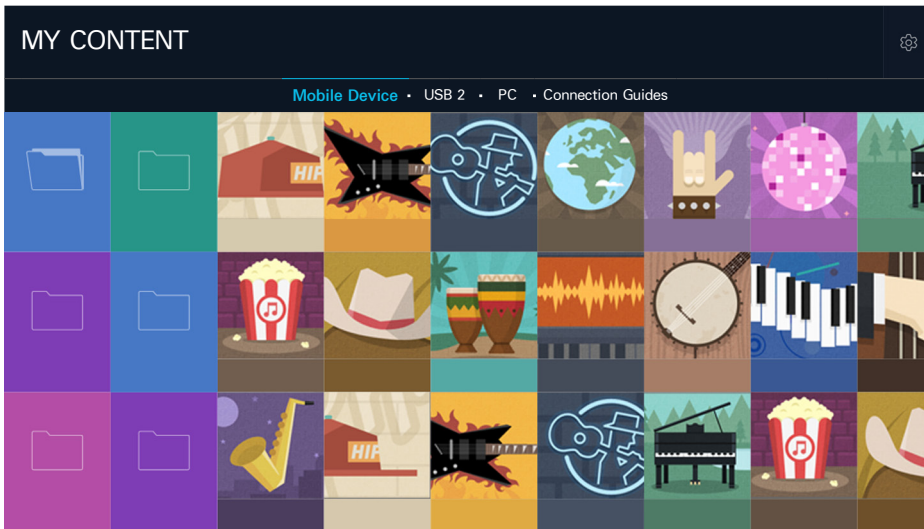 MY CONTENT
Mobile Device • USB 2 • PC • Connection Guides
HIP
HIP